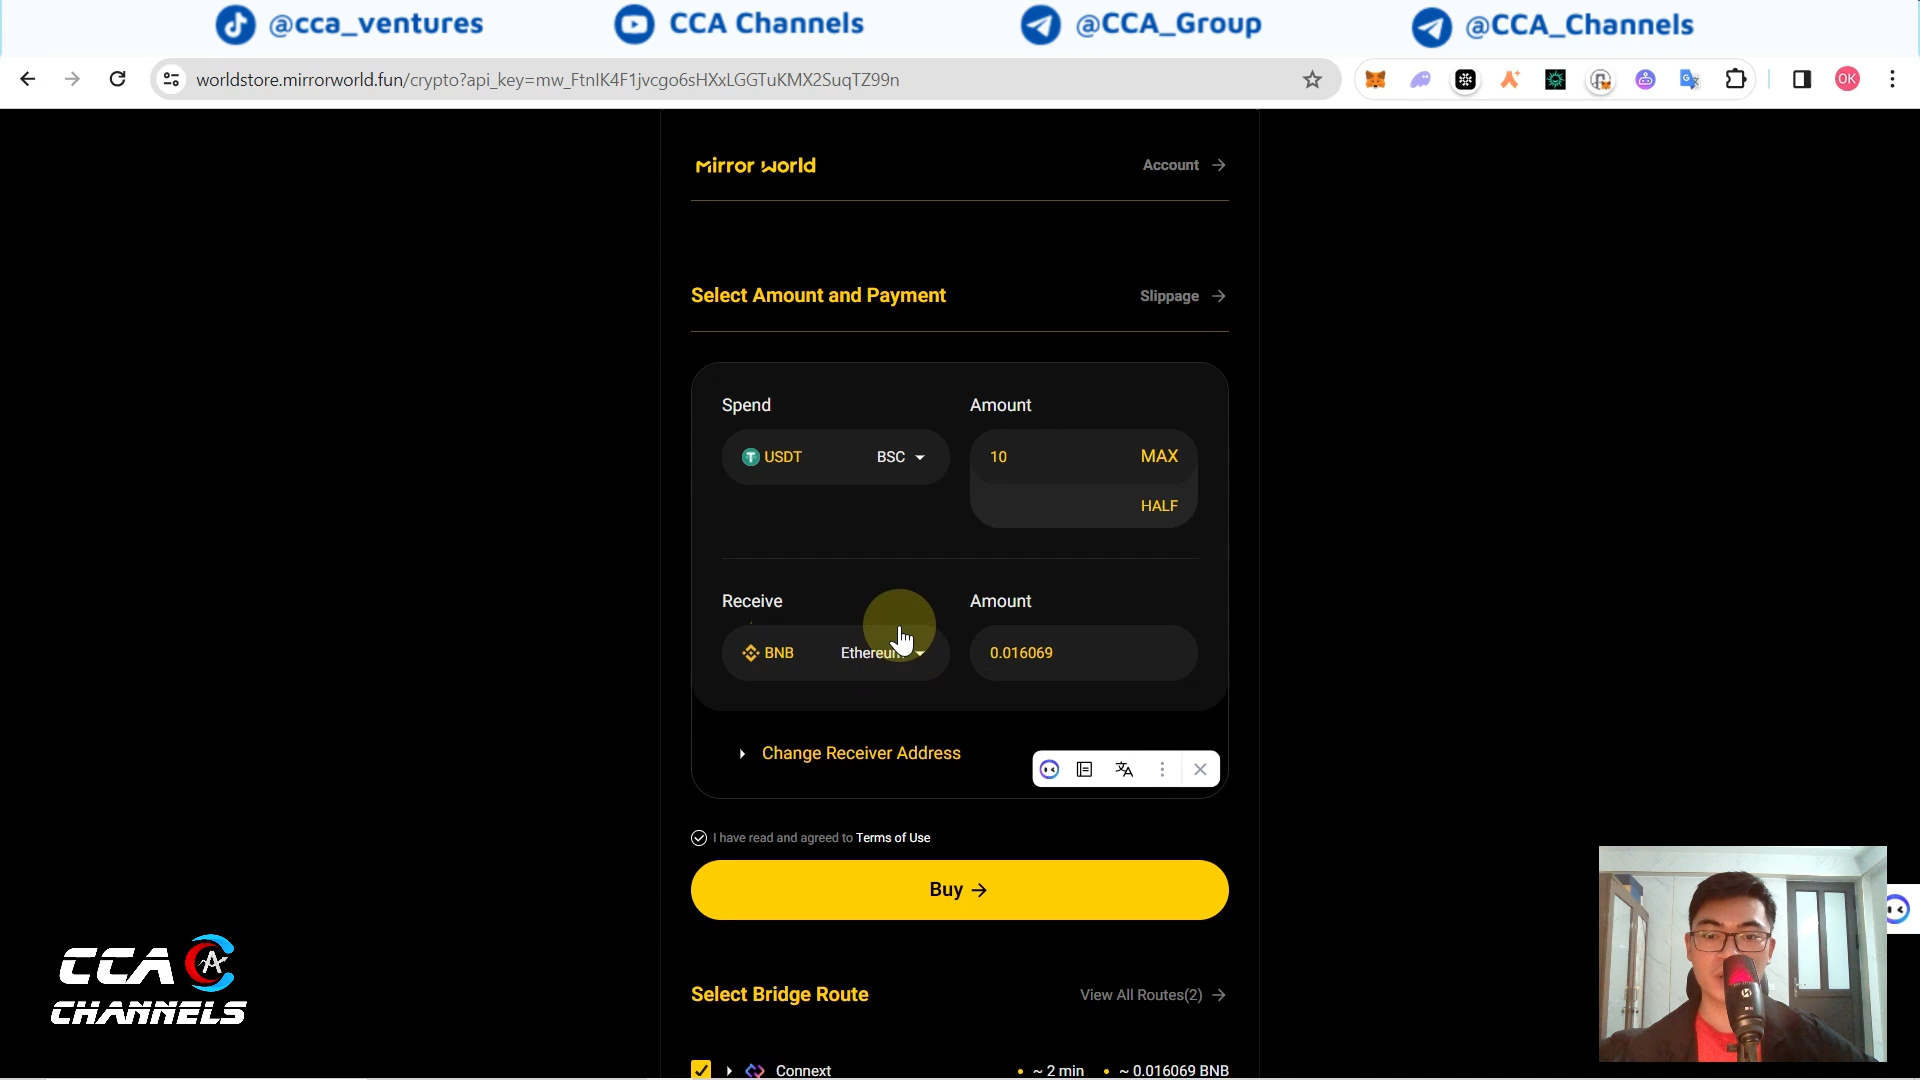 @cca_ventures CCA Channels @CCA_Group @CCA_Channels
worldstore.mirrorworld.fun/crypto?api_key=mw_FtnIK4F1jvcgo6sHXxLGGTuKMX2SuqTZ99n OK
mirror world Account →
Select Amount and Payment Slippage →
Spend Amount
USDT BSC 10 MAX
HALF
Receive Amount
BNB Ethereum 0.016069
Change Receiver Address
I have read and agreed to Terms of Use
Buy →
CCA
CHANNELS
Select Bridge Route View All Routes(2) →
Connext • ~ 2 min • ~ 0.016069 BNB